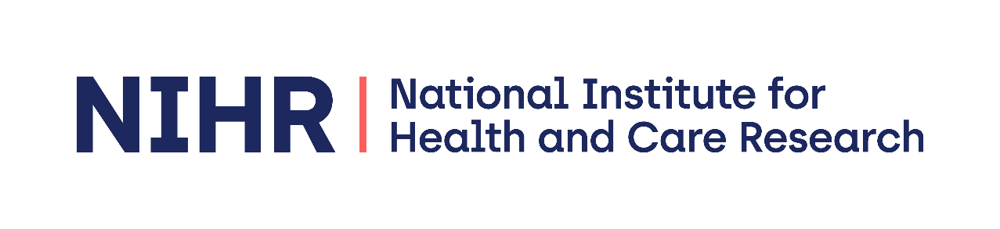 NIHR
National Institute for
Health and Care Research